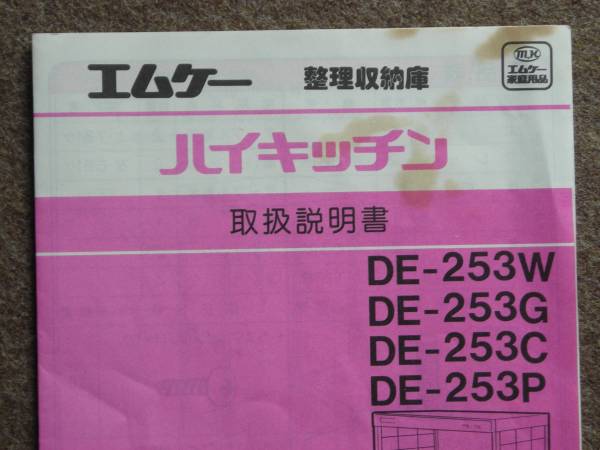 エムケー 整理収納庫
MK
エムケー
家庭用品
ハイキッチン
取扱説明書
DE-253W
DE-253G
DE-253C
DE-253P